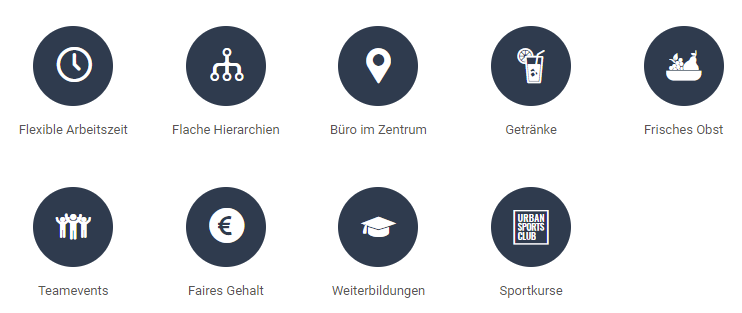 Flexible Arbeitszeit
Flache Hierarchien
Büro im Zentrum
Getränke
Frisches Obst
€
URBAN
SPORTS
CLUB
Teamevents
Faires Gehalt
Weiterbildungen
Sportkurse